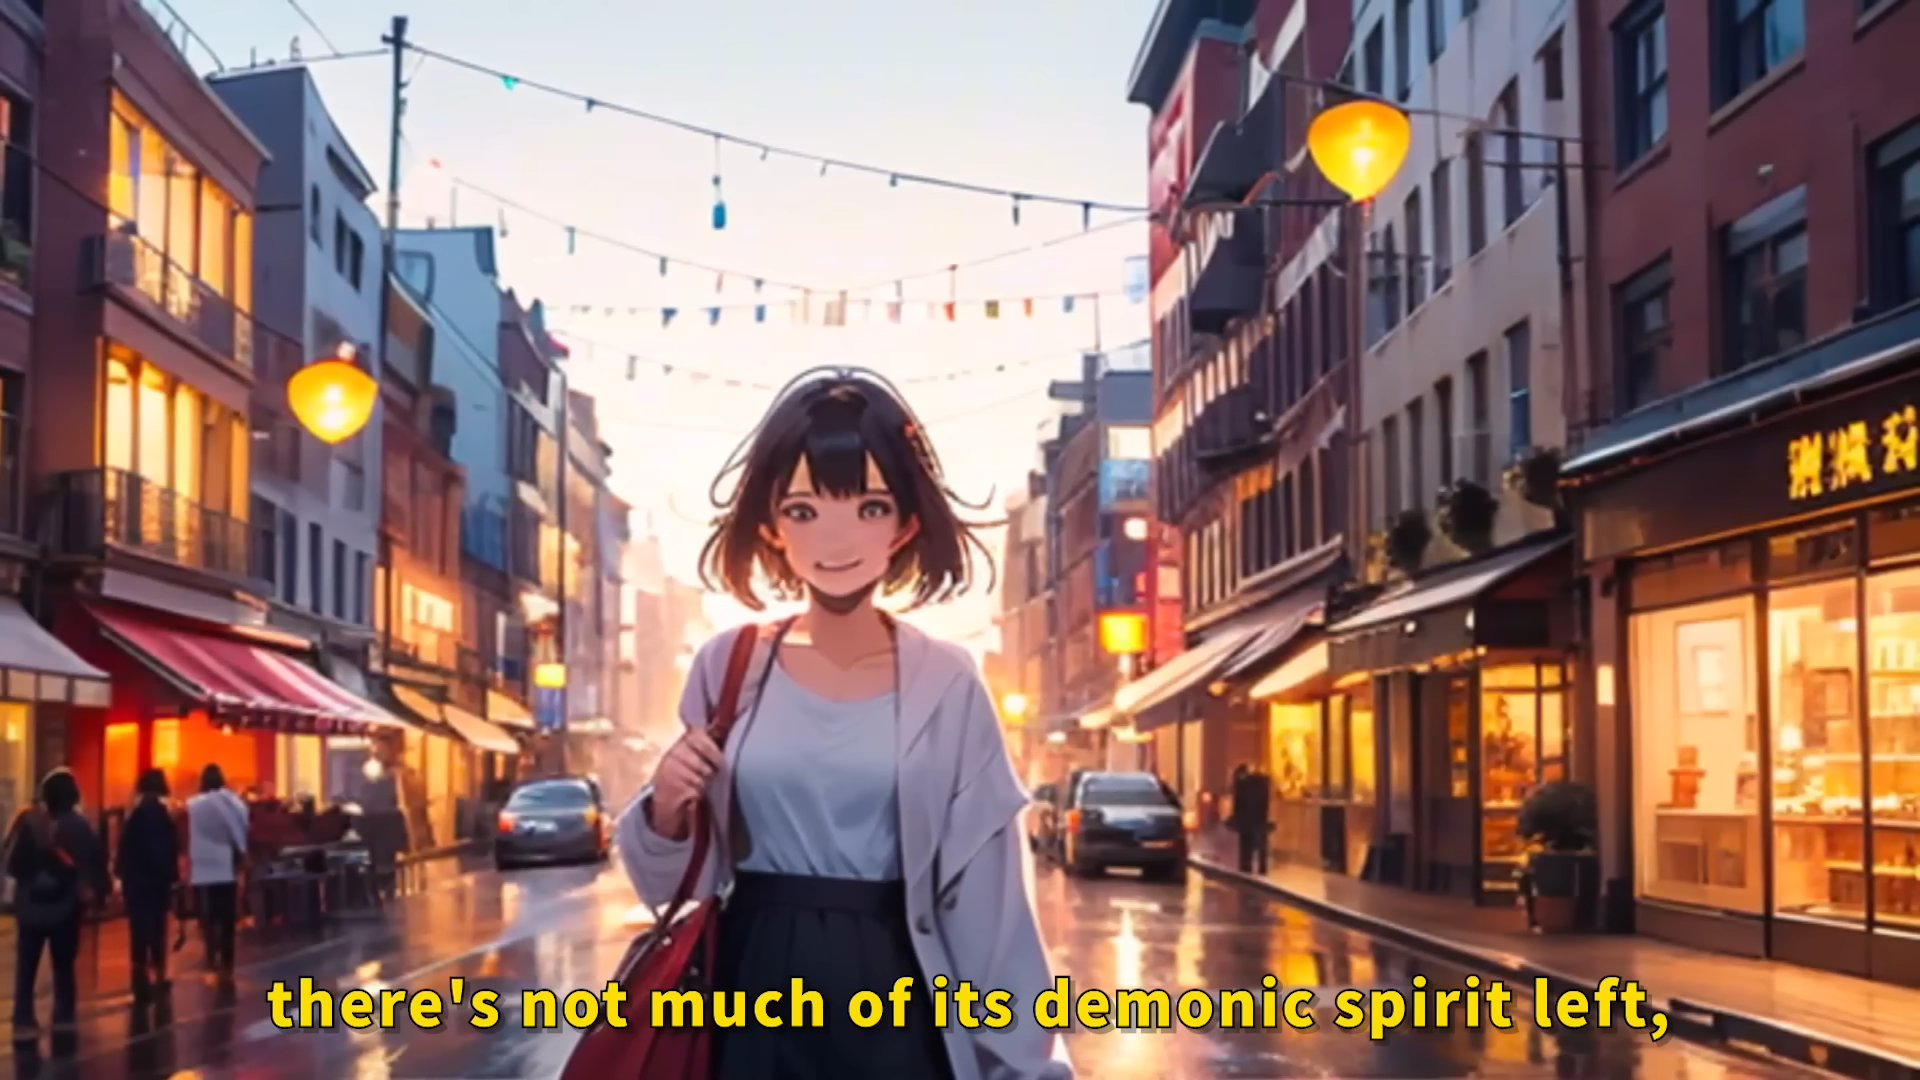 there's not much of its demonic spirit left,